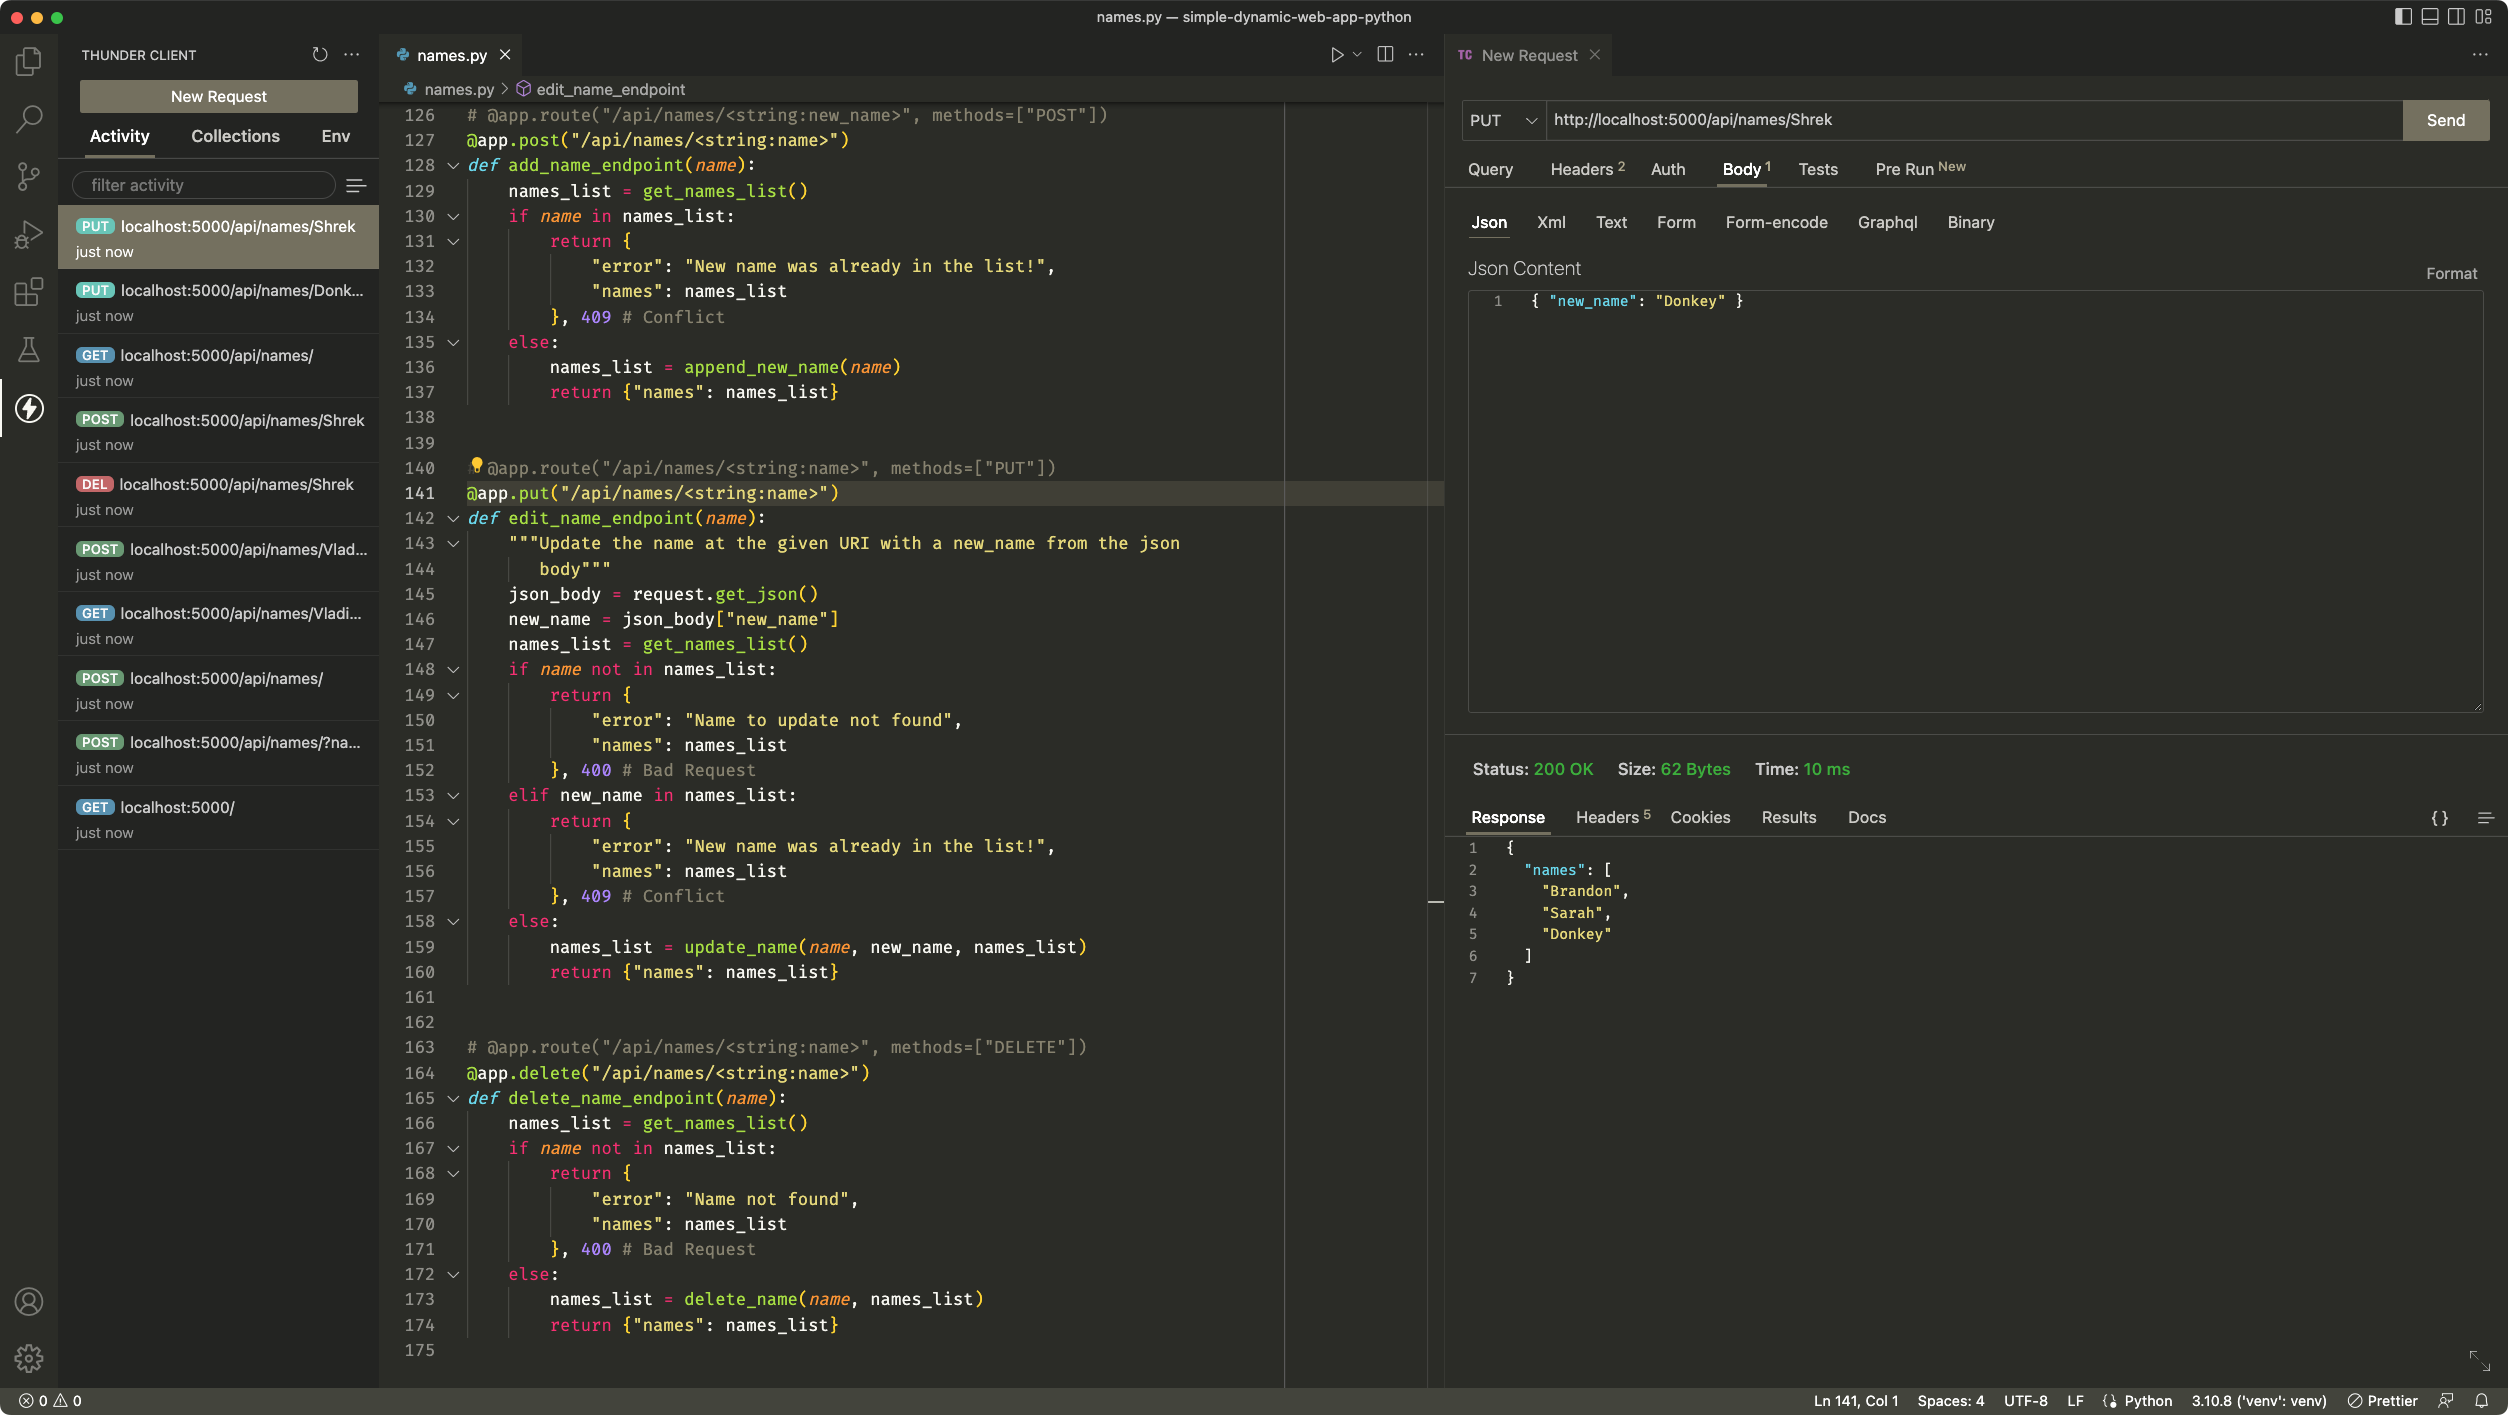 names.py — simple-dynamic-web-app-python
THUNDER CLIENT
New Request
Activity Collections Env
filter activity
PUT localhost:5000/api/names/Shrek
just now
PUT localhost:5000/api/names/Donk...
just now
GET localhost:5000/api/names/
just now
POST localhost:5000/api/names/Shrek
just now
DEL localhost:5000/api/names/Shrek
just now
POST localhost:5000/api/names/Vlad...
just now
GET localhost:5000/api/names/Vladi...
just now
POST localhost:5000/api/names/
just now
POST localhost:5000/api/names/?na...
just now
GET localhost:5000/
just now
names.py
names.py > edit_name_endpoint
126 # @app.route("/api/names/<string:new_name>", methods=["POST"])
127 @app.post("/api/names/<string:name>")
128 def add_name_endpoint(name):
129 names_list = get_names_list()
130 if name in names_list:
131 return {
132 "error": "New name was already in the list!",
133 "names": names_list
134 }, 409 # Conflict
135 else:
136 names_list = append_new_name(name)
137 return {"names": names_list}
138
139
140 # @app.route("/api/names/<string:name>", methods=["PUT"])
141 @app.put("/api/names/<string:name>")
142 def edit_name_endpoint(name):
143 """Update the name at the given URI with a new_name from the json
144 body"""
145 json_body = request.get_json()
146 new_name = json_body["new_name"]
147 names_list = get_names_list()
148 if name not in names_list:
149 return {
150 "error": "Name to update not found",
151 "names": names_list
152 }, 400 # Bad Request
153 elif new_name in names_list:
154 return {
155 "error": "New name was already in the list!",
156 "names": names_list
157 }, 409 # Conflict
158 else:
159 names_list = update_name(name, new_name, names_list)
160 return {"names": names_list}
161
162
163 # @app.route("/api/names/<string:name>", methods=["DELETE"])
164 @app.delete("/api/names/<string:name>")
165 def delete_name_endpoint(name):
166 names_list = get_names_list()
167 if name not in names_list:
168 return {
169 "error": "Name not found",
170 "names": names_list
171 }, 400 # Bad Request
172 else:
173 names_list = delete_name(name, names_list)
174 return {"names": names_list}
175
TC New Request
PUT http://localhost:5000/api/names/Shrek Send
Query Headers 2 Auth Body 1 Tests Pre Run New
Json Xml Text Form Form-encode Graphql Binary
Json Content
Format
1 { "new_name": "Donkey" }
Status: 200 OK Size: 62 Bytes Time: 10 ms
Response Headers 5 Cookies Results Docs {}
1 {
2 "names": [
3 "Brandon",
4 "Sarah",
5 "Donkey"
6 ]
7 }
0 0 Ln 141, Col 1 Spaces: 4 UTF-8 LF Python 3.10.8 ('venv': venv) Prettier